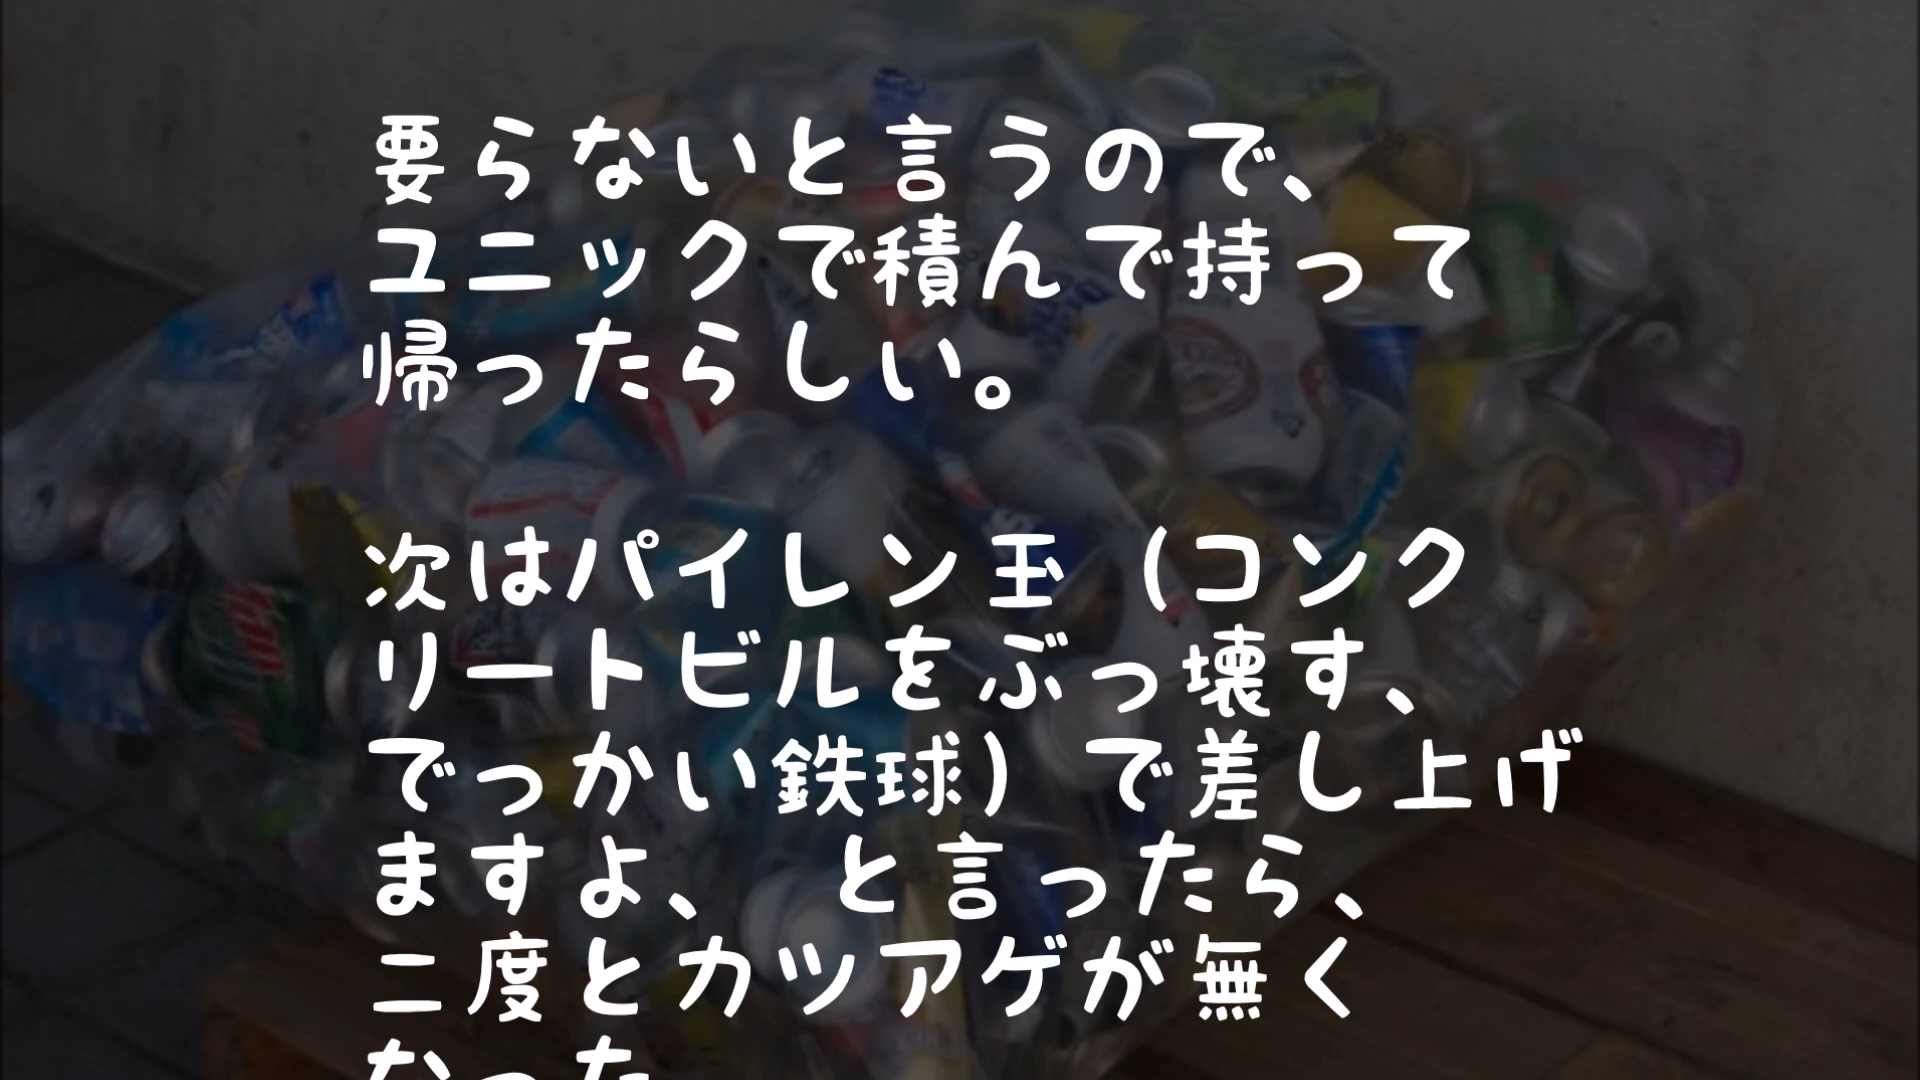 要らないと言うので、
ユニックで積んで持って
帰ったらしい。
次はパイレン玉（コンク
リートビルをぶっ壊す、
でっかい鉄球）で差し上げ
ますよ、 と言ったら、
二度とカツアゲが無く
なった